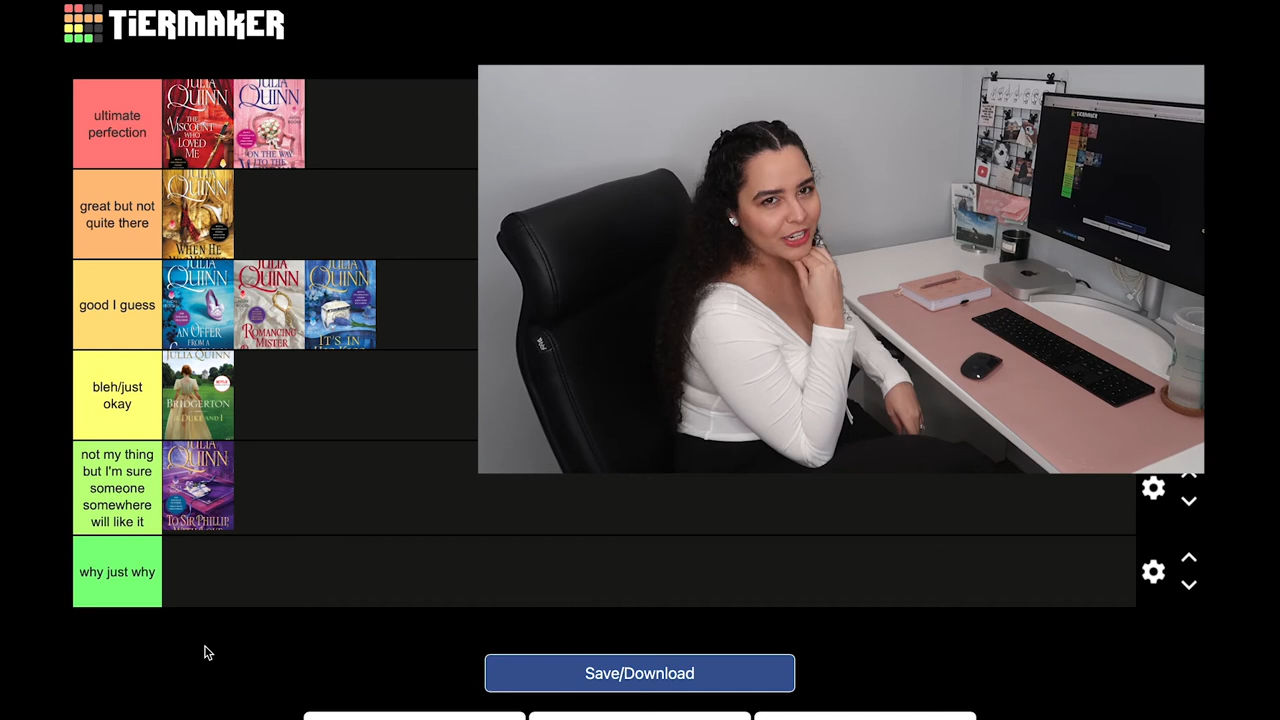 TiERMAKER
ultimate
perfection
JULIA
QUINN
THE
VISCOUNT
WHO
LOVED
ME
JULIA
QUINN
ON THE WAY
TO THE
great but not
quite there
QUINN
WHEN HE
good I guess
JULIA
QUINN
AN OFFER
FROM A
JULIA
QUINN
ROMANCING
MISTER
JULIA
QUINN
IT'S IN
bleh/just
okay
JULIA QUINN
BRIDGERTON
DUKE AND I
not my thing
but I'm sure
someone
somewhere
will like it
JULIA
QUINN
TO SIR PHILLIP,
why just why
Save/Download
TiERMAKER